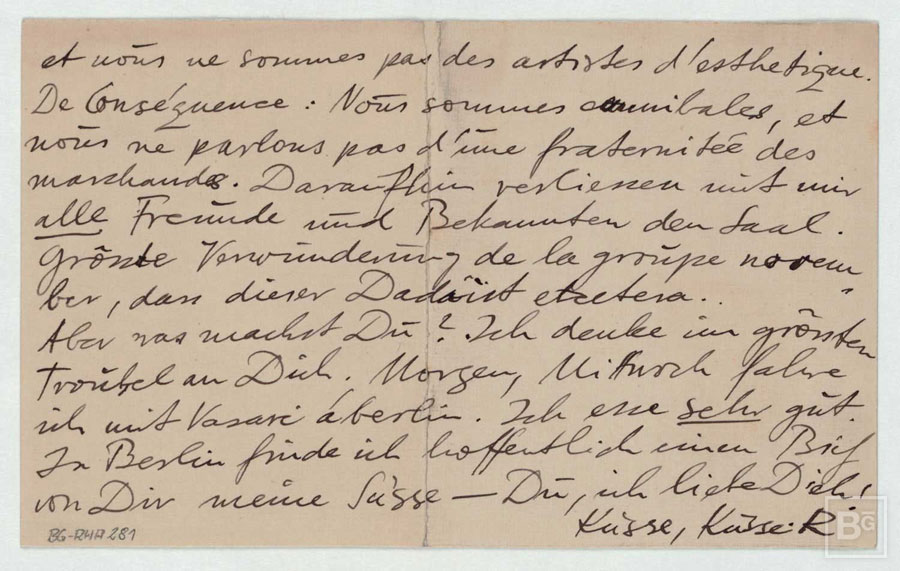 et nous ne sommes pas des artistes d'esthetique.
De Conséquence : Nous sommes cannibales, et
nous ne parlons pas d'une fraternitée des
marchands. Daraufhin verliessen mit mir
alle Freunde und Bekannten den Saal.
Grösste Verwunderung de la groupe novem-
ber, dass dieser Dadaist etcetera..
Aber was machst Du? Ich denke im grössten
Troubel an Dich. Morgen, Mittwoch fahre
ich mit Vasari áberlin. Ich esse sehr gut.
In Berlin finde ich hoffentlich einen Brief
von Dir meine Süsse — Du, ich liebe Dich!
Küsse, Küsse R
BG-RHA 281
BG